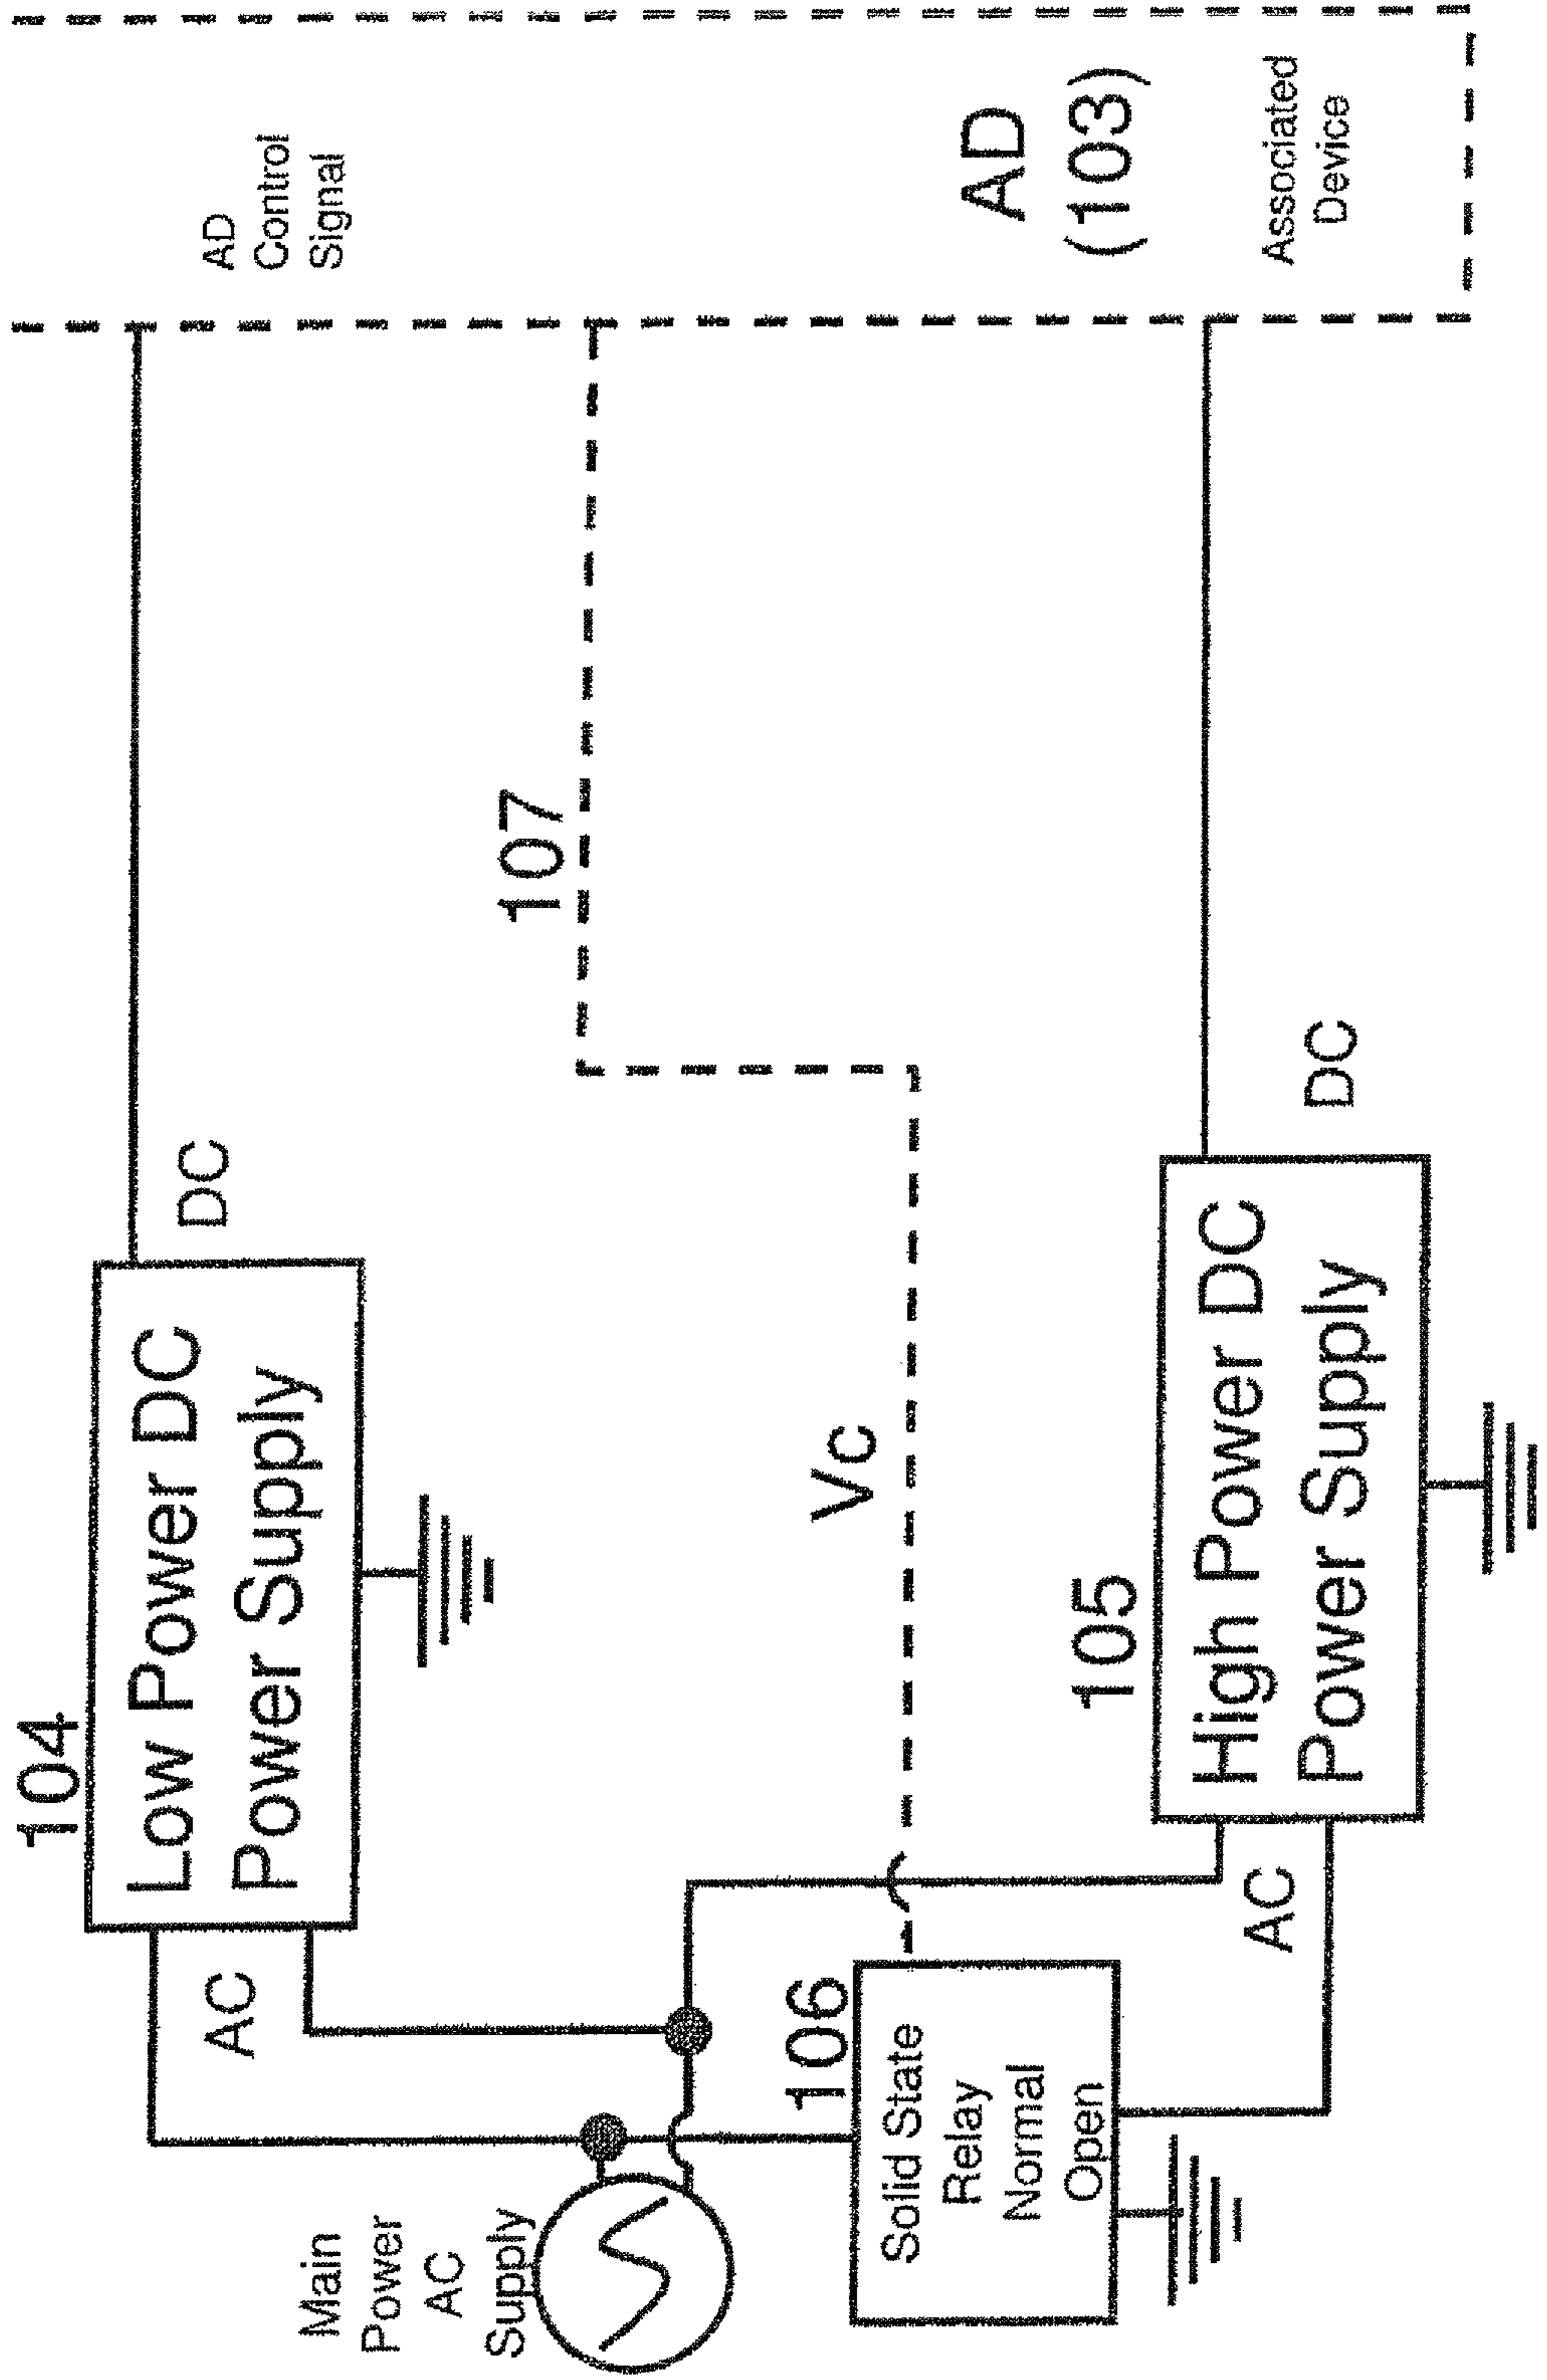 104
Low Power DC
Power Supply
AC
DC
AD
Control
Signal
Main
Power
AC
Supply
107
106
Solid State
Relay
Normal
Open
Vc
AD
(103)
Associated
Device
105
High Power DC
Power Supply
AC
DC